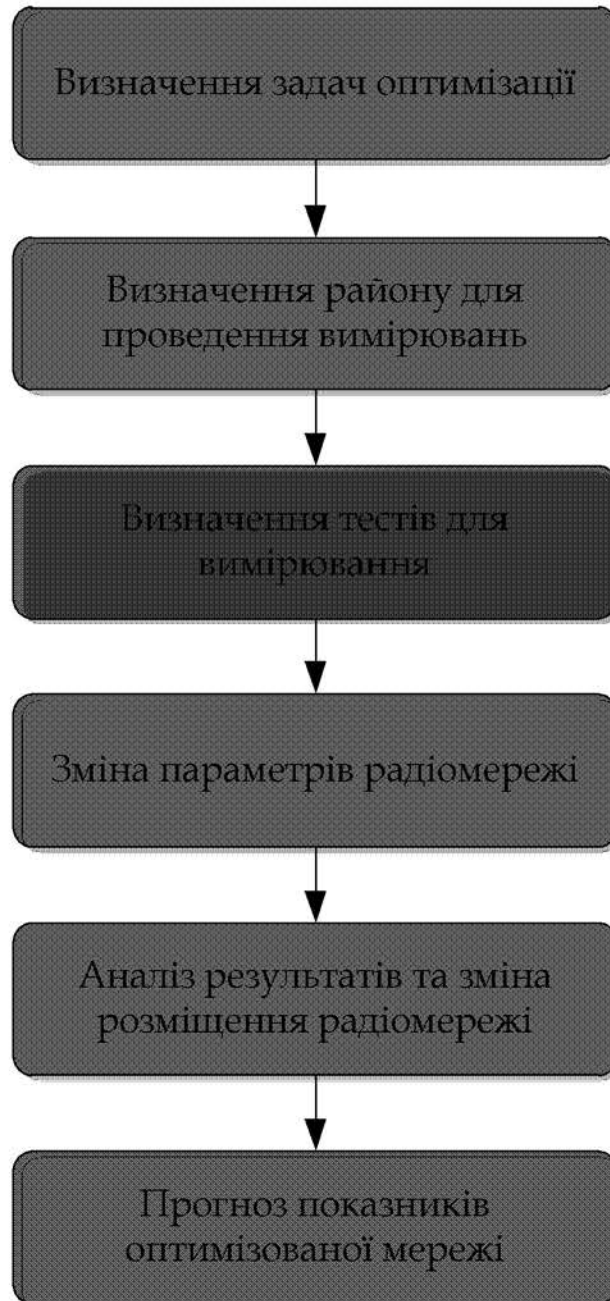 Визначення задач оптимізації
Визначення району для
проведення вимірювань
Визначення тестів для
вимірювання
Зміна параметрів радіомережі
Аналіз результатів та зміна
розміщення радіомережі
Прогноз показників
оптимізованої мережі